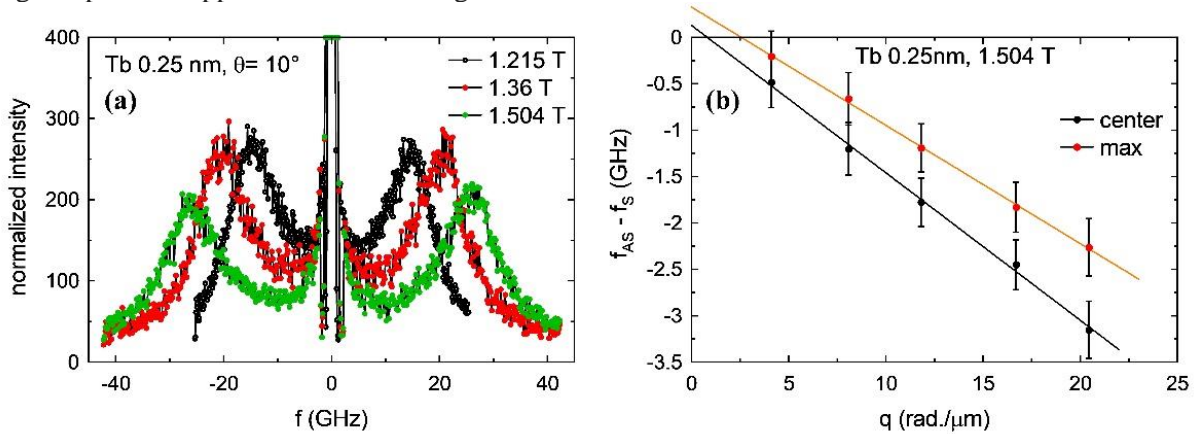 (a)
Tb 0.25 nm, θ= 10°
1.215 T
1.36 T
1.504 T
normalized intensity
400
300
200
100
0
-40
-20
0
20
40
f (GHz)
(b)
Tb 0.25nm, 1.504 T
center
max
f_AS - f_S (GHz)
0
-0.5
-1
-1.5
-2
-2.5
-3
-3.5
0
5
10
15
20
25
q (rad./µm)